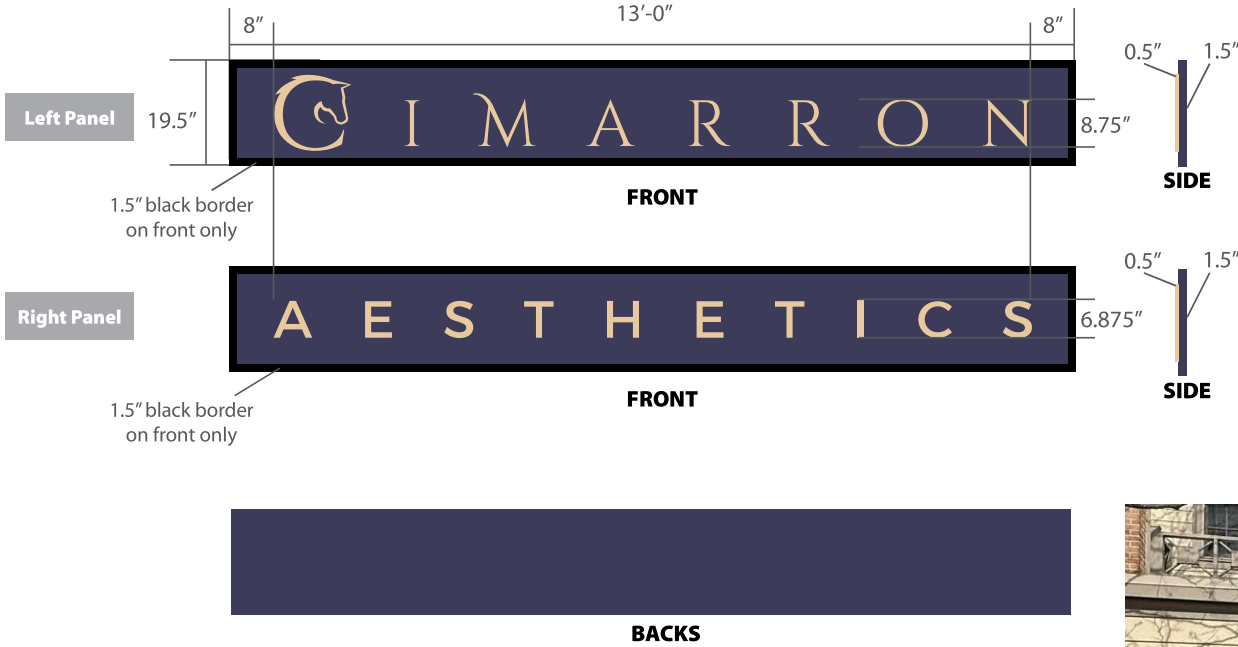 8” 13’-0” 8”
0.5” 1.5”
Left Panel
19.5”
CIMARRON
8.75”
SIDE
FRONT
1.5” black border
on front only
0.5” 1.5”
Right Panel
AESTHETICS
6.875”
SIDE
FRONT
1.5” black border
on front only
BACKS